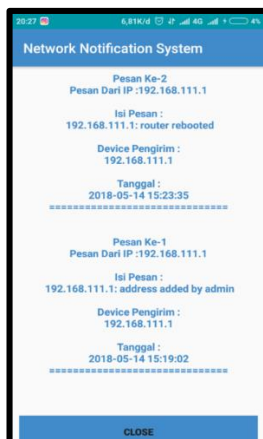 20:27 6,81K/d 4G 4%
Network Notification System
Pesan Ke-2
Pesan Dari IP :192.168.111.1
Isi Pesan :
192.168.111.1: router rebooted
Device Pengirim :
192.168.111.1
Tanggal :
2018-05-14 15:23:35
==============================
Pesan Ke-1
Pesan Dari IP :192.168.111.1
Isi Pesan :
192.168.111.1: address added by admin
Device Pengirim :
192.168.111.1
Tanggal :
2018-05-14 15:19:02
==============================
CLOSE